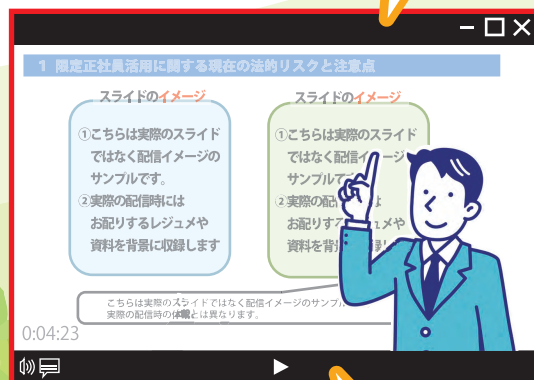 1 限定正社員活用に関する現在の法的リスクと注意点
スライドのイメージ
①こちらは実際のスライド
ではなく配信イメージの
サンプルです。
②実際の配信時には
お配りするレジュメや
資料を背景に収録します
スライドのイメージ
①こちらは実際のスライド
ではなく配信イ ージ
サンプルで
②実際の配
お配りす メや
資料を背
こちらは実際のスライドではなく配信イメージのサンプル
実際の配信時の体載とは異なります。
0:04:23